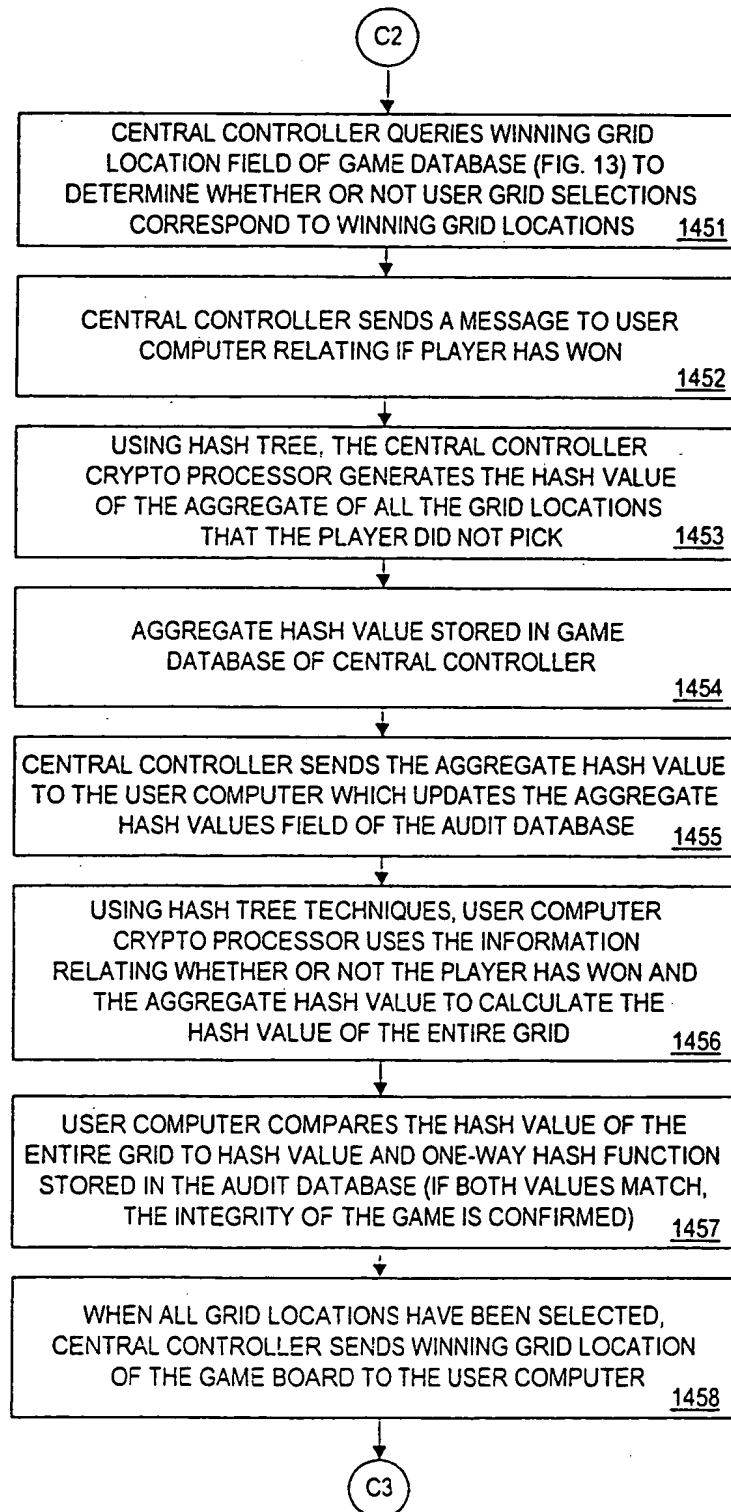 C2
CENTRAL CONTROLLER QUERIES WINNING GRID
LOCATION FIELD OF GAME DATABASE (FIG. 13) TO
DETERMINE WHETHER OR NOT USER GRID SELECTIONS
CORRESPOND TO WINNING GRID LOCATIONS 1451
CENTRAL CONTROLLER SENDS A MESSAGE TO USER
COMPUTER RELATING IF PLAYER HAS WON
1452
USING HASH TREE, THE CENTRAL CONTROLLER
CRYPTO PROCESSOR GENERATES THE HASH VALUE
OF THE AGGREGATE OF ALL THE GRID LOCATIONS
THAT THE PLAYER DID NOT PICK 1453
AGGREGATE HASH VALUE STORED IN GAME
DATABASE OF CENTRAL CONTROLLER
1454
CENTRAL CONTROLLER SENDS THE AGGREGATE HASH VALUE
TO THE USER COMPUTER WHICH UPDATES THE AGGREGATE
HASH VALUES FIELD OF THE AUDIT DATABASE 1455
USING HASH TREE TECHNIQUES, USER COMPUTER
CRYPTO PROCESSOR USES THE INFORMATION
RELATING WHETHER OR NOT THE PLAYER HAS WON AND
THE AGGREGATE HASH VALUE TO CALCULATE THE
HASH VALUE OF THE ENTIRE GRID 1456
USER COMPUTER COMPARES THE HASH VALUE OF THE
ENTIRE GRID TO HASH VALUE AND ONE-WAY HASH FUNCTION
STORED IN THE AUDIT DATABASE (IF BOTH VALUES MATCH,
THE INTEGRITY OF THE GAME IS CONFIRMED) 1457
WHEN ALL GRID LOCATIONS HAVE BEEN SELECTED,
CENTRAL CONTROLLER SENDS WINNING GRID LOCATION
OF THE GAME BOARD TO THE USER COMPUTER 1458
C3